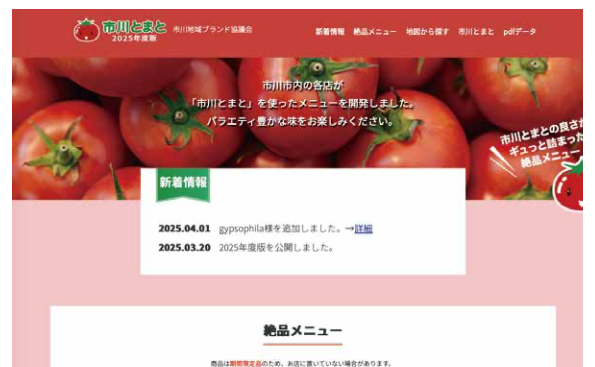 市川とまと
2025年度版
市川地域ブランド協議会
新着情報 絶品メニュー 地図から探す 市川とまと pdfデータ
市川市内の各店が
「市川とまと」を使ったメニューを開発しました。
バラエティ豊かな味をお楽しみください。
市川とまとの良さが
ギュっと詰まった
絶品メニュー
新着情報
2025.04.01 gypsophila様を追加しました。→詳細
2025.03.20 2025年度版を公開しました。
絶品メニュー
商品は期間限定品のため、お店に置いていない場合があります。